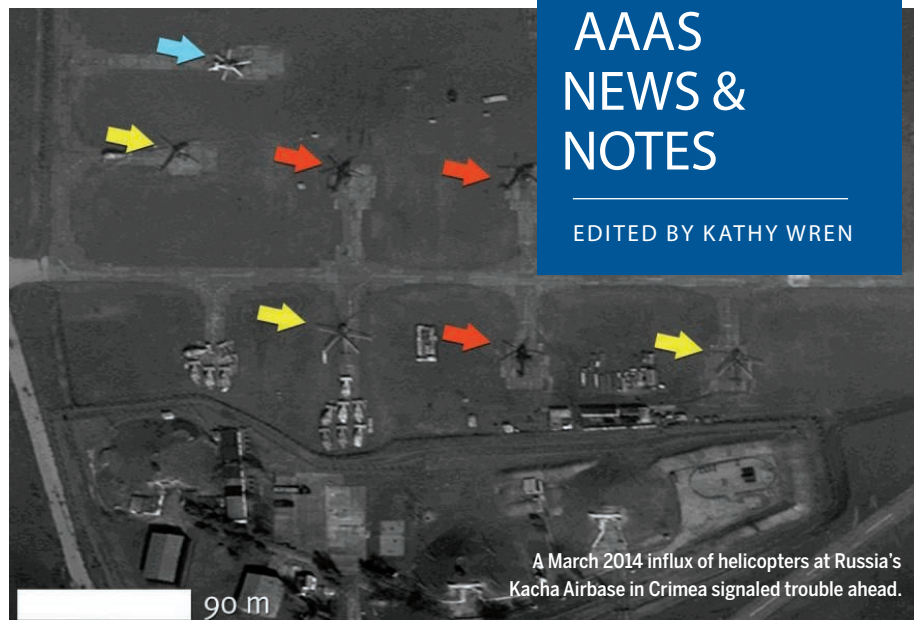 AAAS
NEWS &
NOTES
EDITED BY KATHY WREN
A March 2014 influx of helicopters at Russia's
Kacha Airbase in Crimea signaled trouble ahead.
90 m